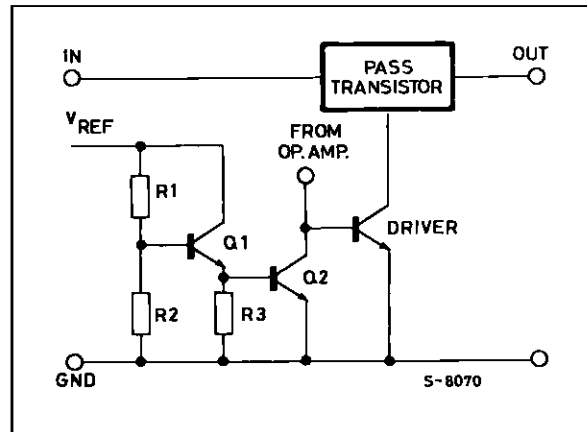 IN
OUT
PASS
TRANSISTOR
VREF
FROM
OP. AMP.
R1
Q1
DRIVER
Q2
R2
R3
GND
S-8070